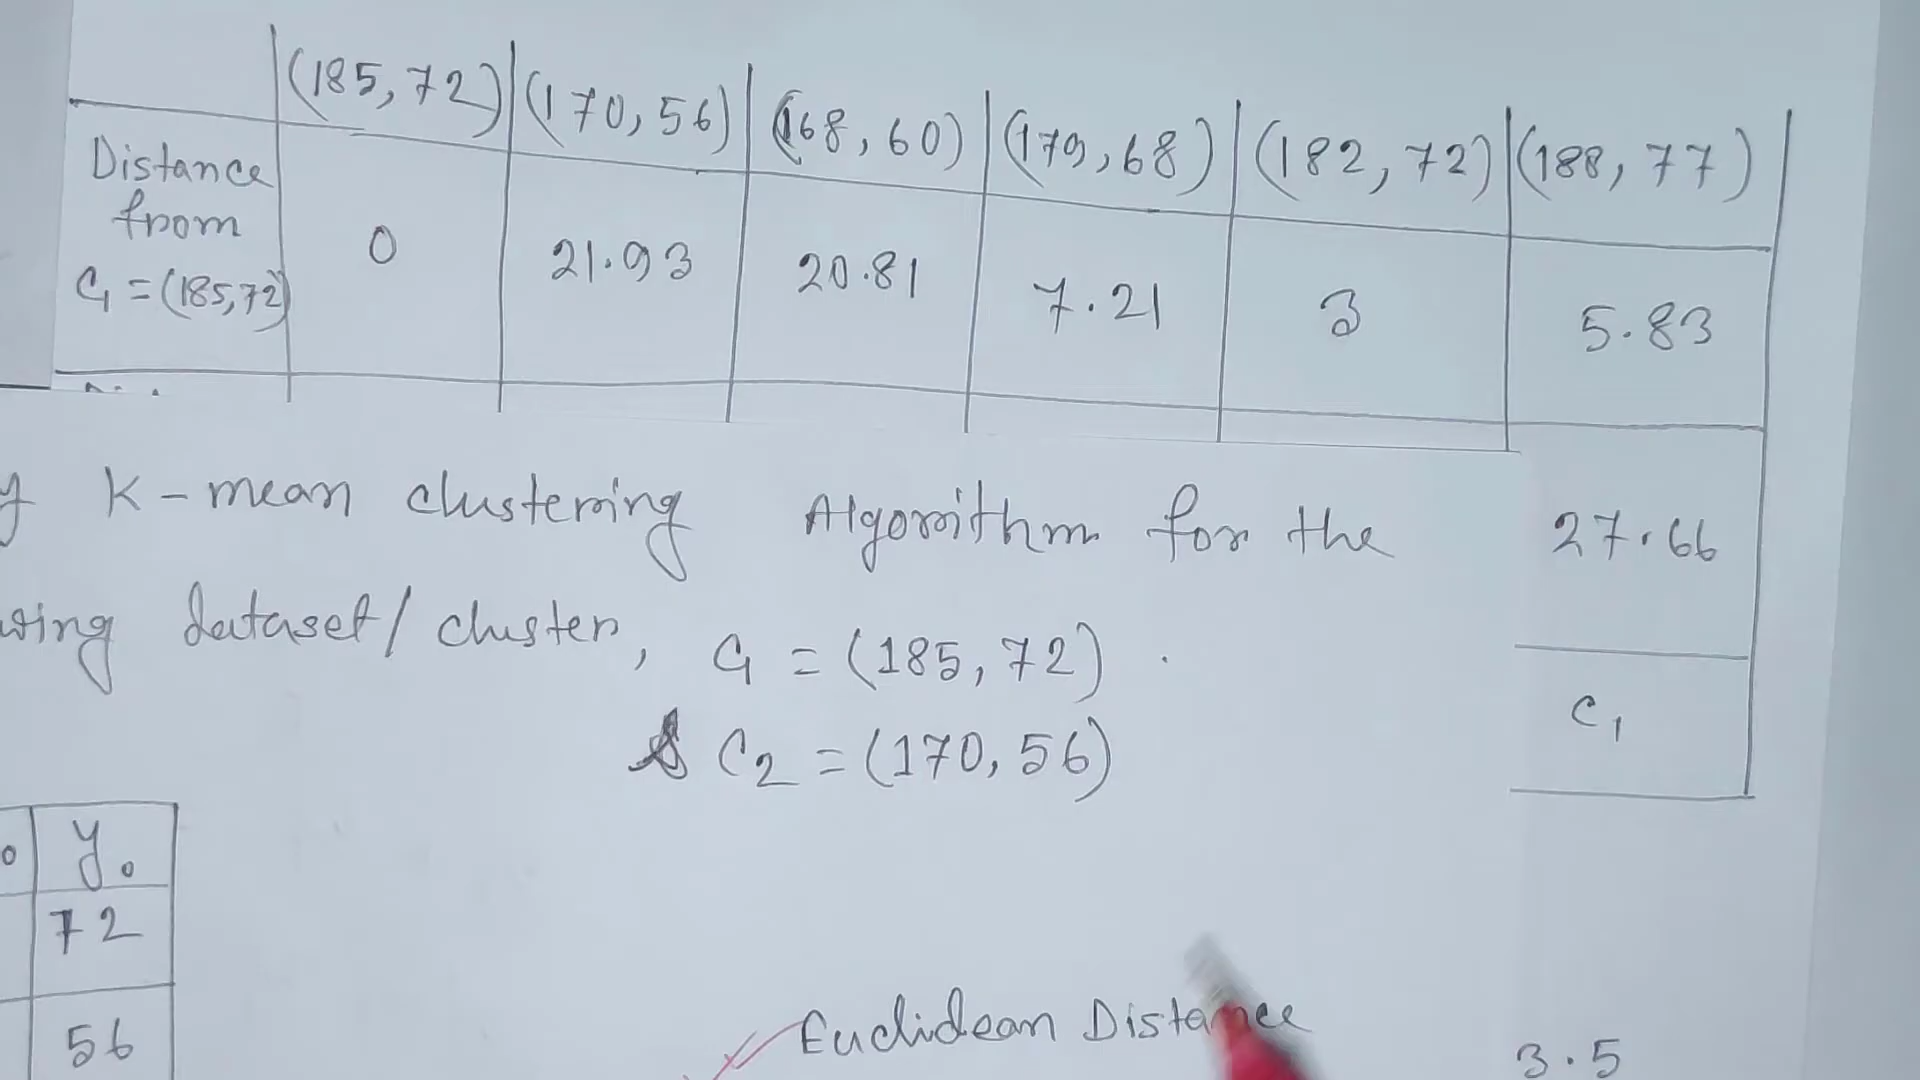 (185,72) (170,56) (168,60) (179,68) (182,72) (188,77)
Distance
from
C1 = (185,72) 0 21.93 20.81 7.21 3 5.83
K-mean clustering Algorithm for the
27.66
dataset/ cluster, C1 = (185,72) .
& C2 = (170,56)
C1
y.
72
56
Euclidean Distance
3.5